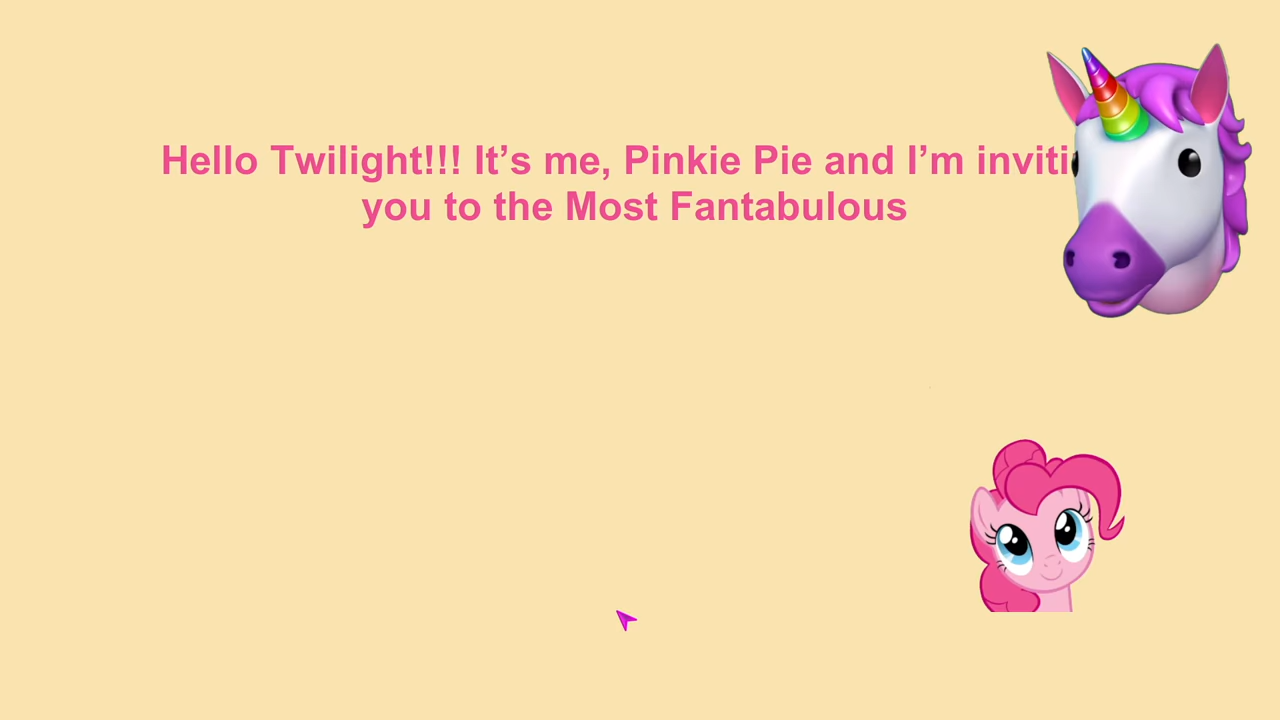 Hello Twilight!!! It’s me, Pinkie Pie and I’m inviti
you to the Most Fantabulous